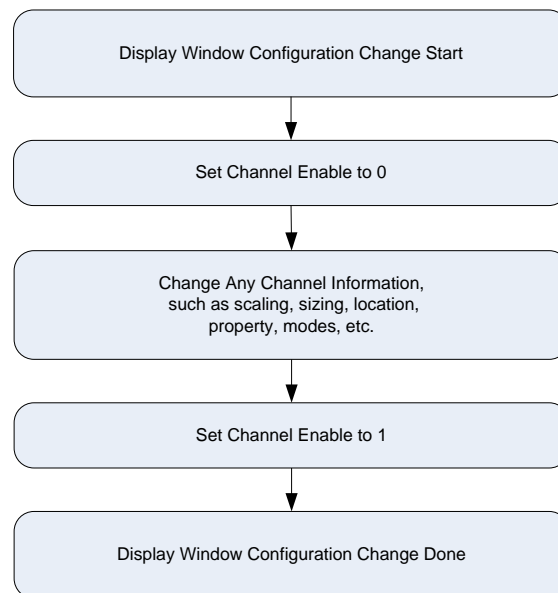 Display Window Configuration Change Start
Set Channel Enable to 0
Change Any Channel Information,
such as scaling, sizing, location,
property, modes, etc.
Set Channel Enable to 1
Display Window Configuration Change Done